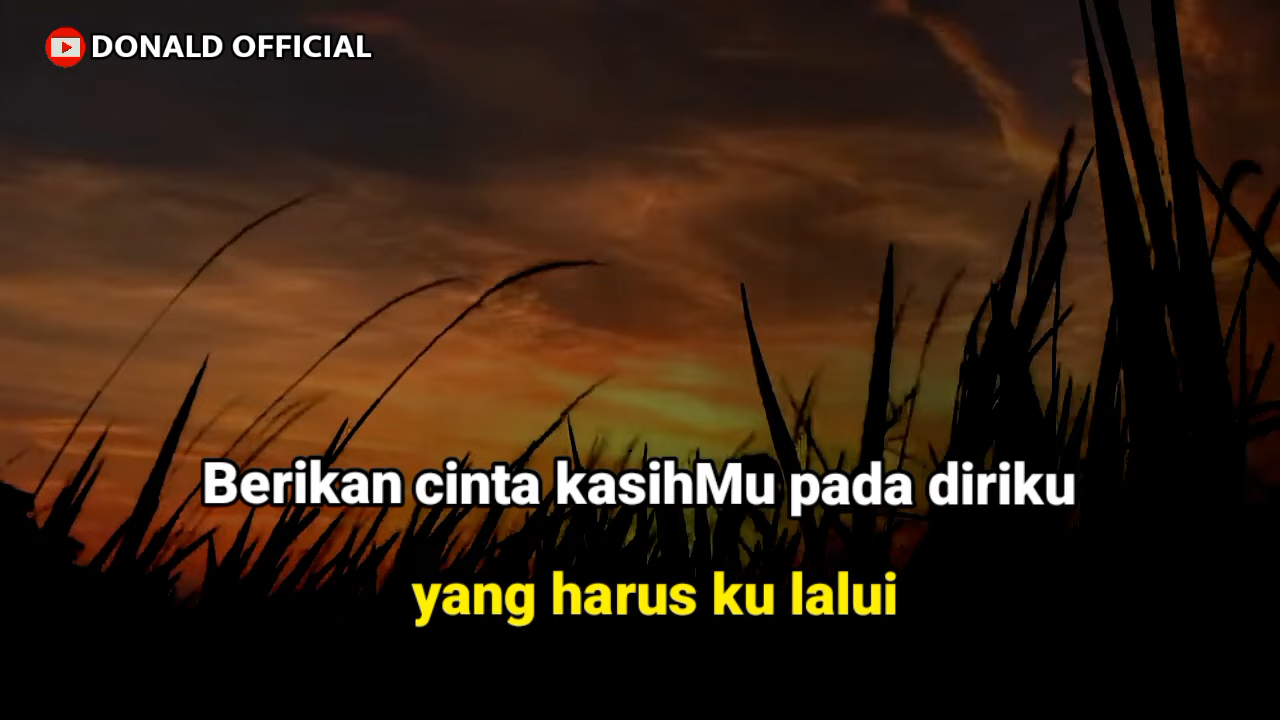 DONALD OFFICIAL
Berikan cinta kasihMu pada diriku
yang harus ku lalui